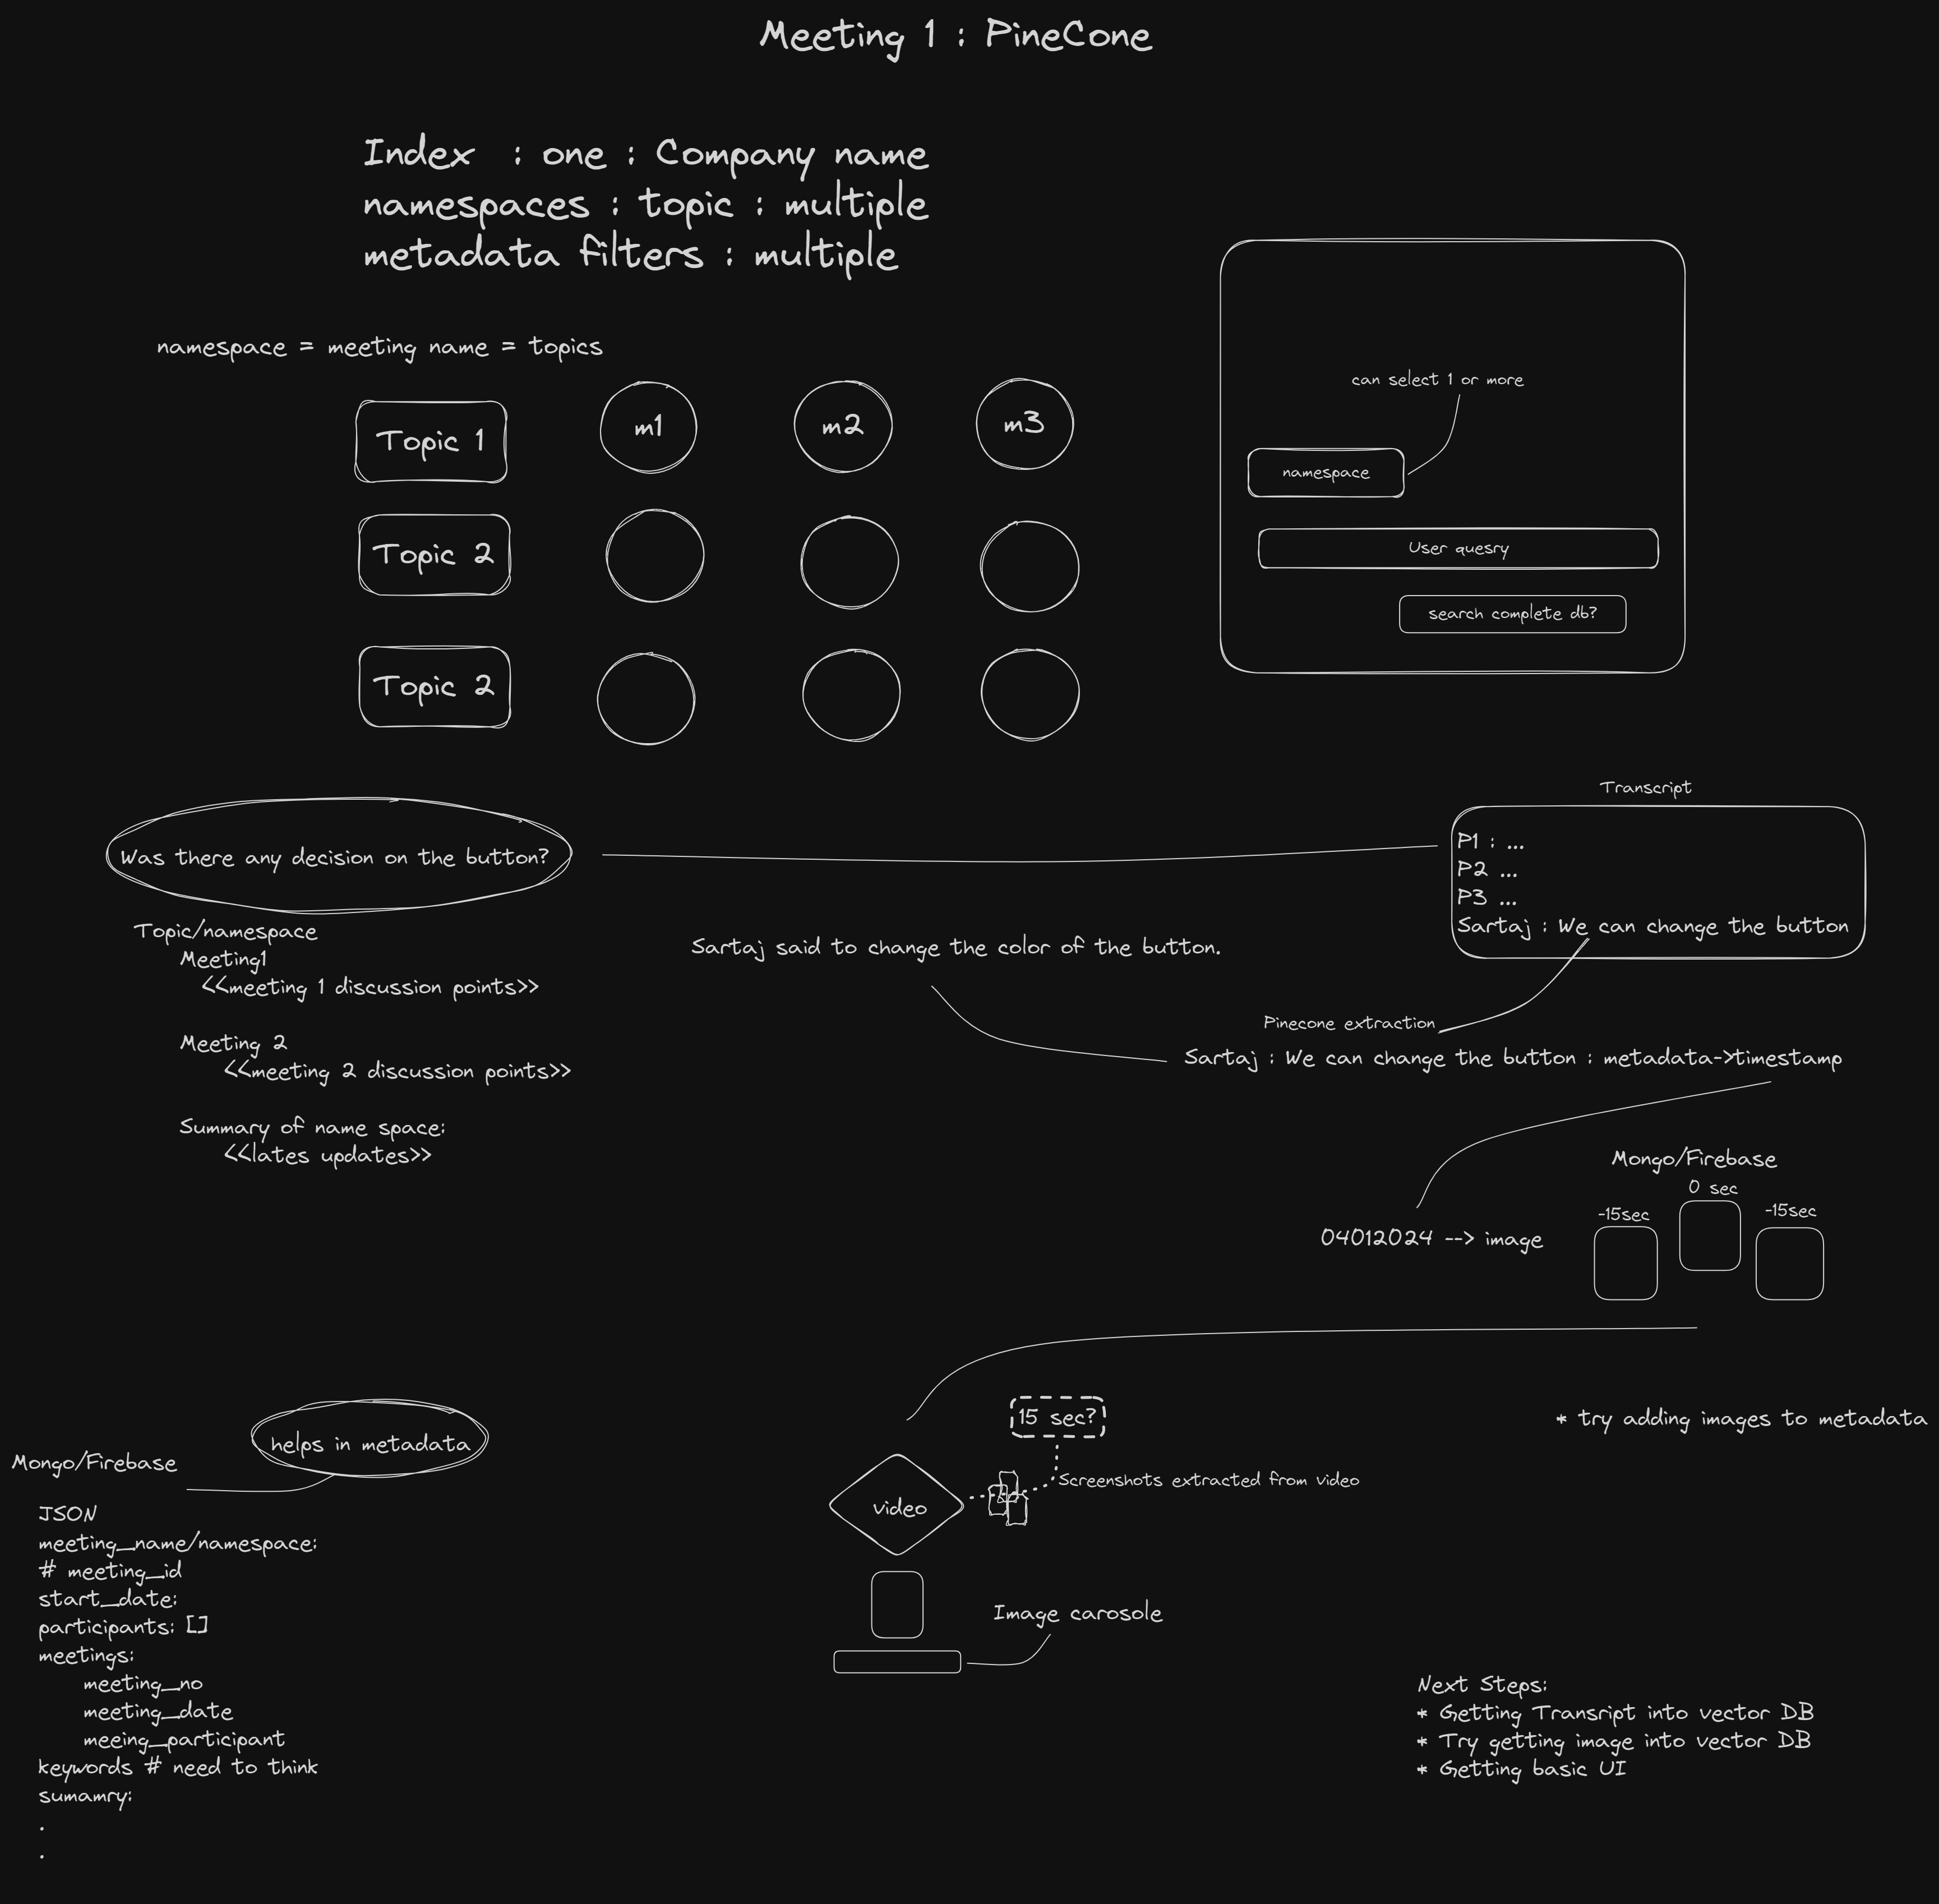 Meeting 1 : PineCone
Index : one : Company name
namespaces : topic : multiple
metadata filters : multiple
namespace = meeting name = topics
Topic 1
m1
m2
m3
Topic 2
Topic 2
can select 1 or more
namespace
User quesry
search complete db?
Was there any decision on the button?
Topic/namespace
Meeting1
<<meeting 1 discussion points>>
Meeting 2
<<meeting 2 discussion points>>
Summary of name space:
<<lates updates>>
Sartaj said to change the color of the button.
Transcript
P1 : ...
P2 ...
P3 ...
Sartaj : We can change the button
Pinecone extraction
Sartaj : We can change the button : metadata->timestamp
Mongo/Firebase
0 sec
-15sec
-15sec
04012024 --> image
15 sec?
* try adding images to metadata
helps in metadata
Mongo/Firebase
Screenshots extracted from video
video
JSON
meeting_name/namespace:
# meeting_id
start_date:
participants: []
meetings:
meeting_no
meeting_date
meeing_participant
keywords # need to think
sumamry:
.
.
Image carosole
Next Steps:
* Getting Transript into vector DB
* Try getting image into vector DB
* Getting basic UI